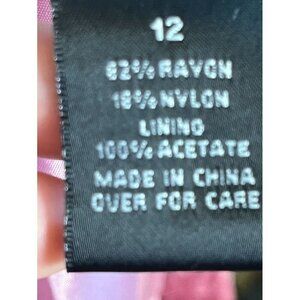 12
82% RAYON
18% NYLON
LINING
100% ACETATE
MADE IN CHINA
OVER FOR CARE